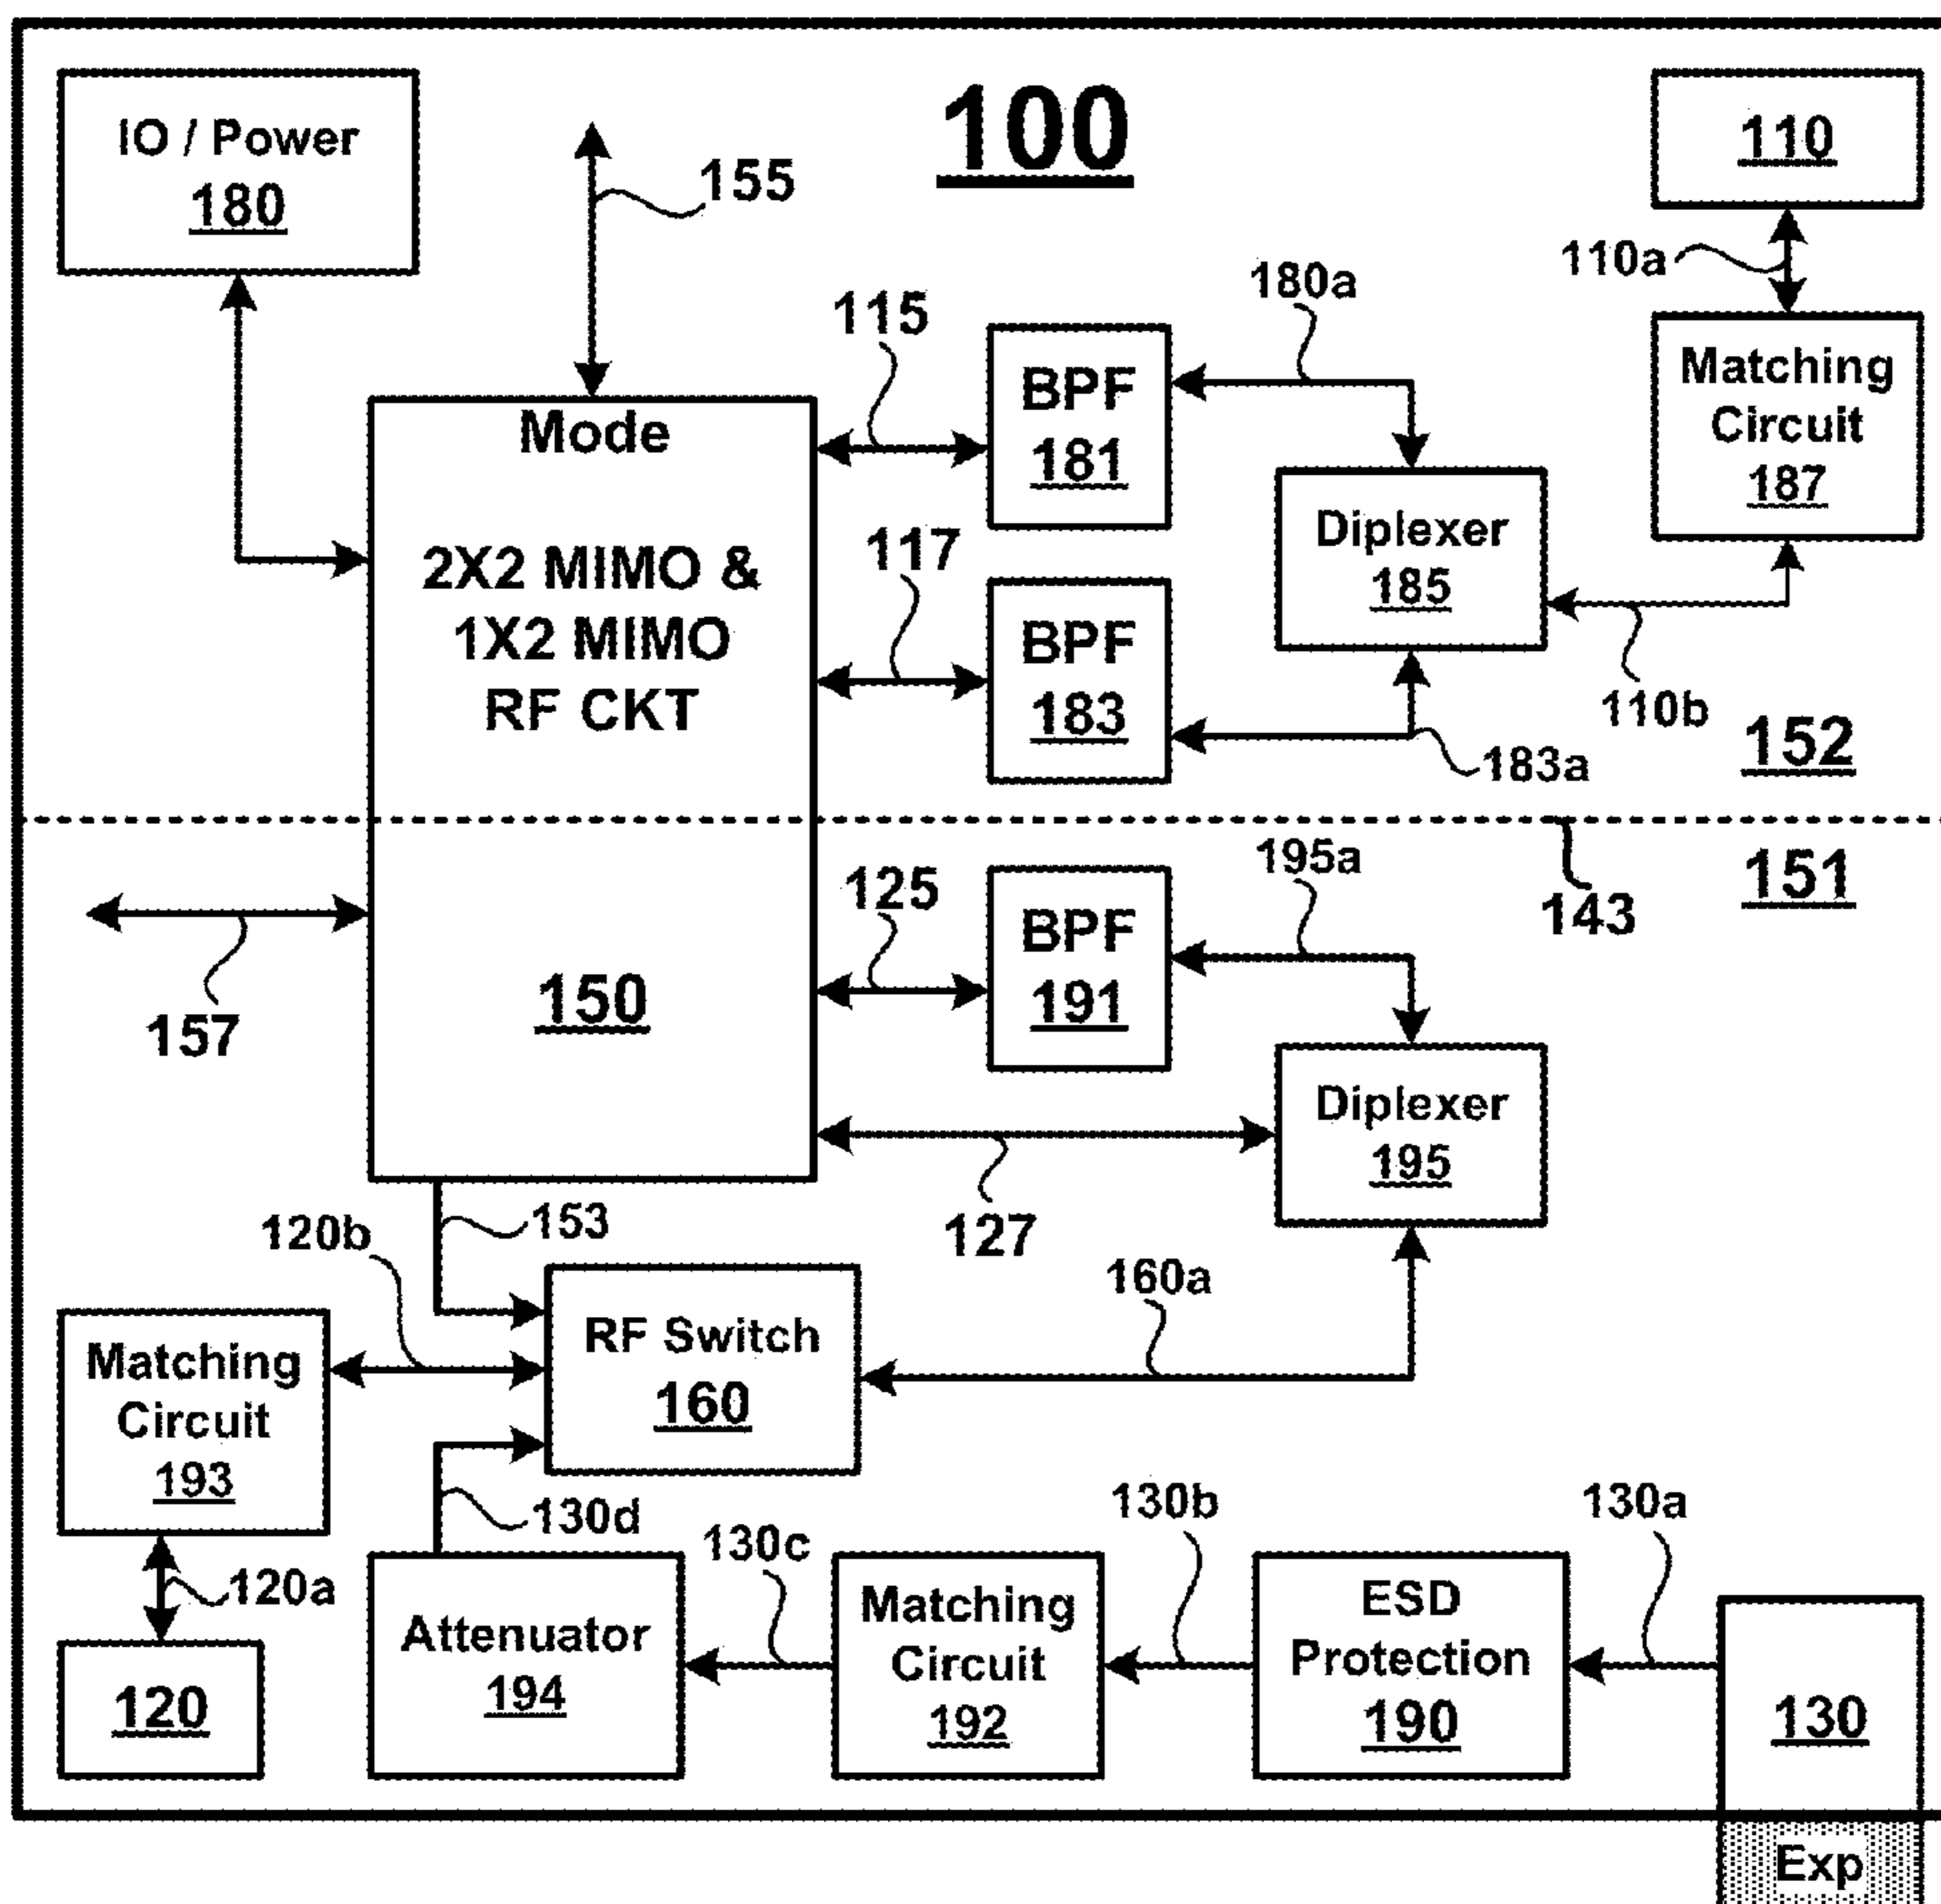 100
IO / Power
180
155
110
110a
180a
115
BPF
181
Matching
Circuit
187
Mode
2X2 MIMO &
1X2 MIMO
RF CKT
117
Diplexer
185
BPF
183
110b
183a
152
143
151
195a
125
BPF
191
157
150
Diplexer
195
127
153
120b
160a
RF Switch
160
Matching
Circuit
193
130d
130c
130b
130a
120a
120
Attenuator
194
Matching
Circuit
192
ESD
Protection
190
130
Exp